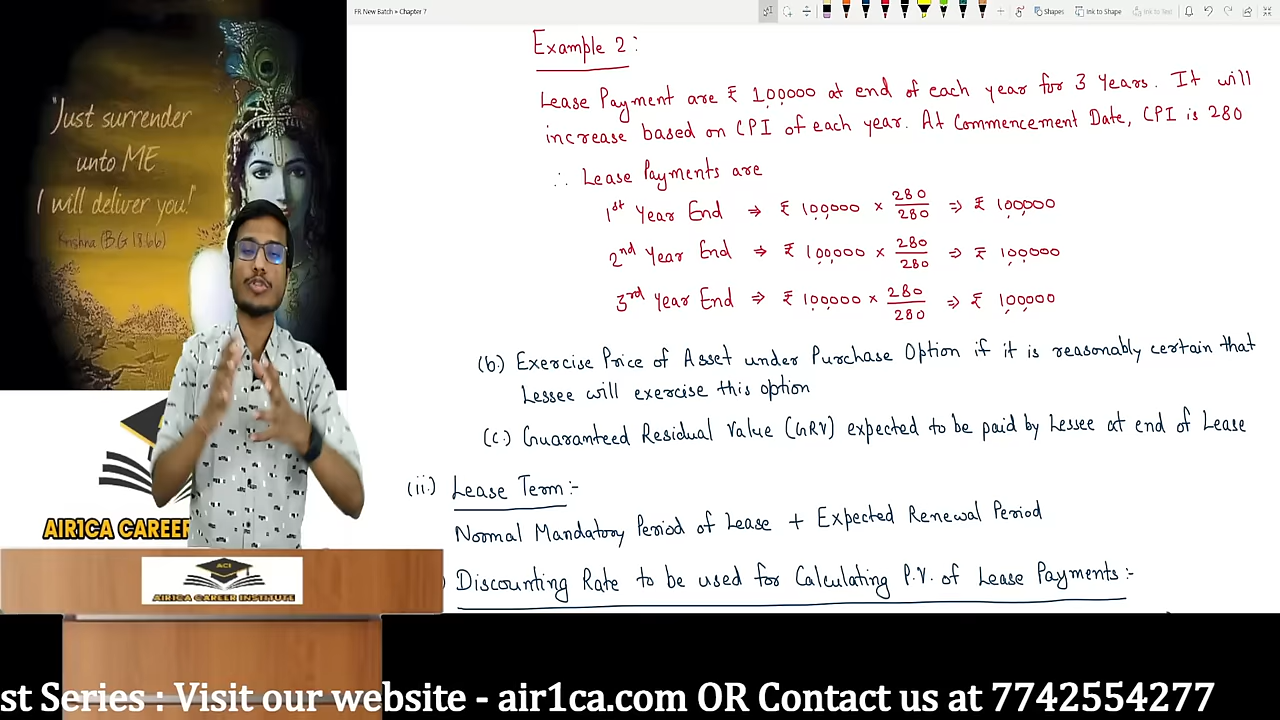 FR New Batch » Chapter 7
Shapes
Ink to Shape
Ink to Text
"Just surrender
unto ME
I will deliver you!"
Krishna (BG 18:66)
Example 2:
Lease Payment are ₹ 1,00,000 at end of each year for 3 Years. It will
increase based on CPI of each year. At Commencement Date, CPI is 280
∴ Lease Payments are
1st Year End ⇒ ₹ 1,00,000 × 280/280 ⇒ ₹ 1,00,000
2nd Year End ⇒ ₹ 1,00,000 × 280/280 ⇒ ₹ 1,00,000
3rd Year End ⇒ ₹ 1,00,000 × 280/280 ⇒ ₹ 1,00,000
(b.) Exercise Price of Asset under Purchase Option if it is reasonably certain that
Lessee will exercise this option
(c.) Guaranteed Residual Value (GRV) expected to be paid by Lessee at end of Lease
(ii.) Lease Term:-
Normal Mandatory Period of Lease + Expected Renewal Period
) Discounting Rate to be used for Calculating P.V. of Lease Payments:-
AIR1CA CAREER
ACI
AIR1CA CAREER INSTITUTE
st Series : Visit our website - air1ca.com OR Contact us at 7742554277